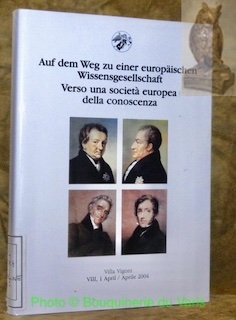 Auf dem Weg zu einer europäischen
Wissensgesellschaft
Verso una società europea
della conoscenza
Villa Vigoni
VIII, 1 April / Aprile 2004
Photo © Bouquinerie du Varis